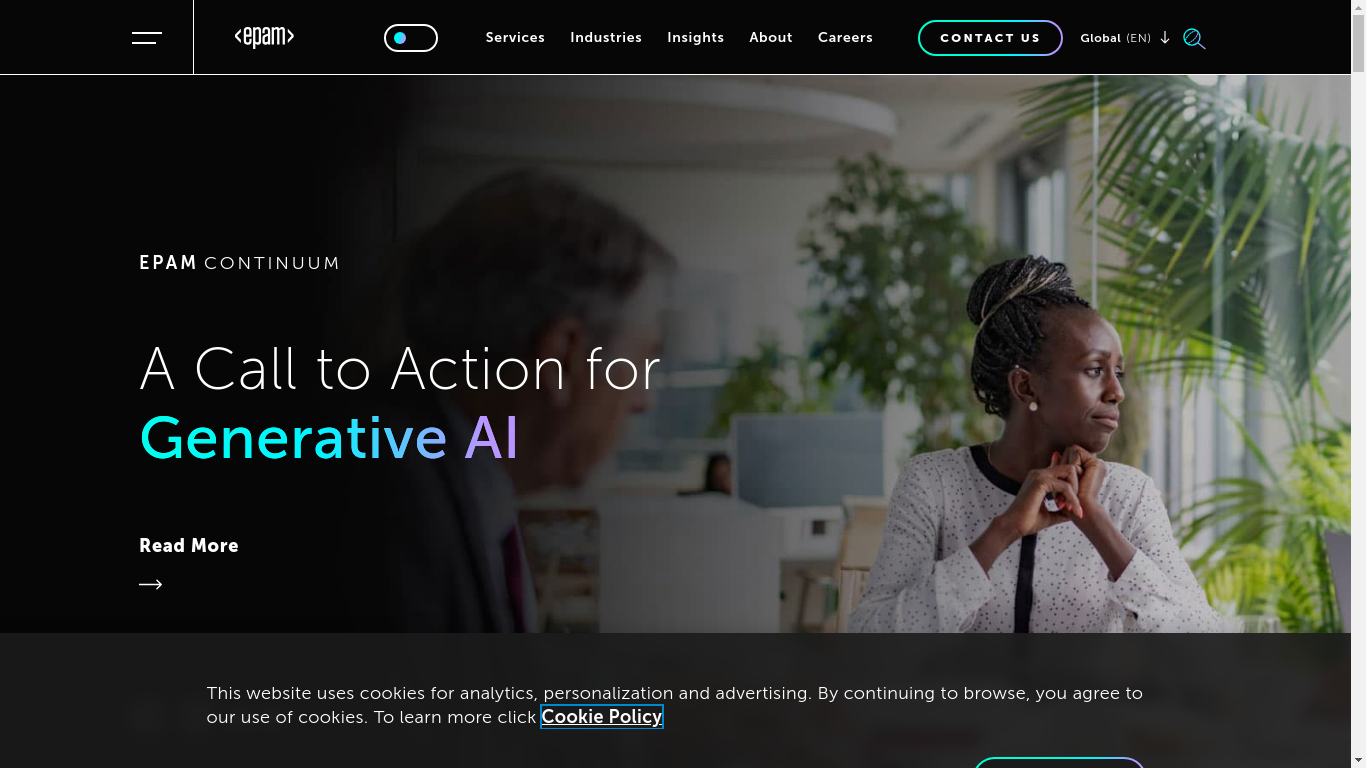 <epam>
Services
Industries
Insights
About
Careers
CONTACT US
Global (EN)
EPAM CONTINUUM
A Call to Action for
Generative AI
Read More
This website uses cookies for analytics, personalization and advertising. By continuing to browse, you agree to
our use of cookies. To learn more click Cookie Policy